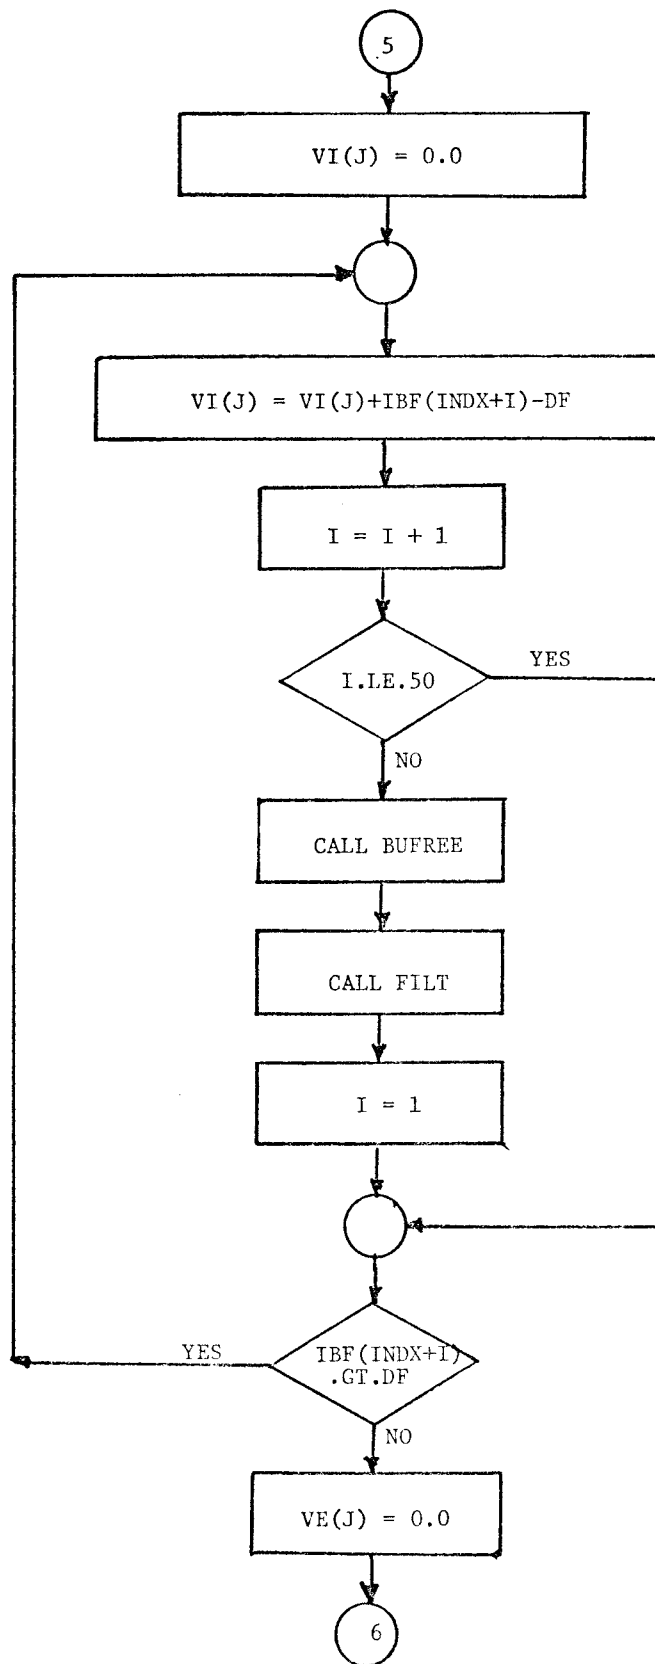 5
VI(J) = 0.0
VI(J) = VI(J)+IBF(INDX+I)-DF
I = I + 1
I.LE.50
YES
NO
CALL BUFREE
CALL FILT
I = 1
YES
IBF(INDX+I)
.GT.DF
NO
VE(J) = 0.0
6